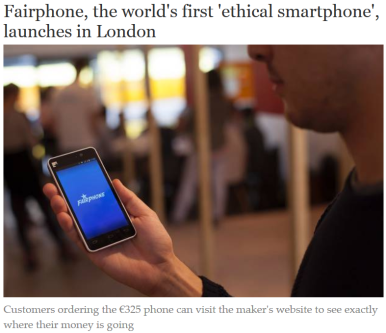 Fairphone, the world's first 'ethical smartphone',
launches in London
Fairphone
Customers ordering the €325 phone can visit the maker's website to see exactly
where their money is going